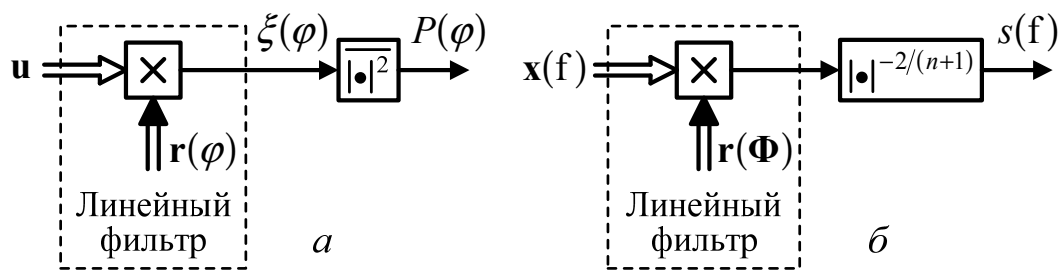 ξ(φ) P(φ) s(f)
u × |•|² x(f) × |•|^{-2/(n+1)}
r(φ) r(Φ)
Линейный Линейный
фильтр а фильтр б